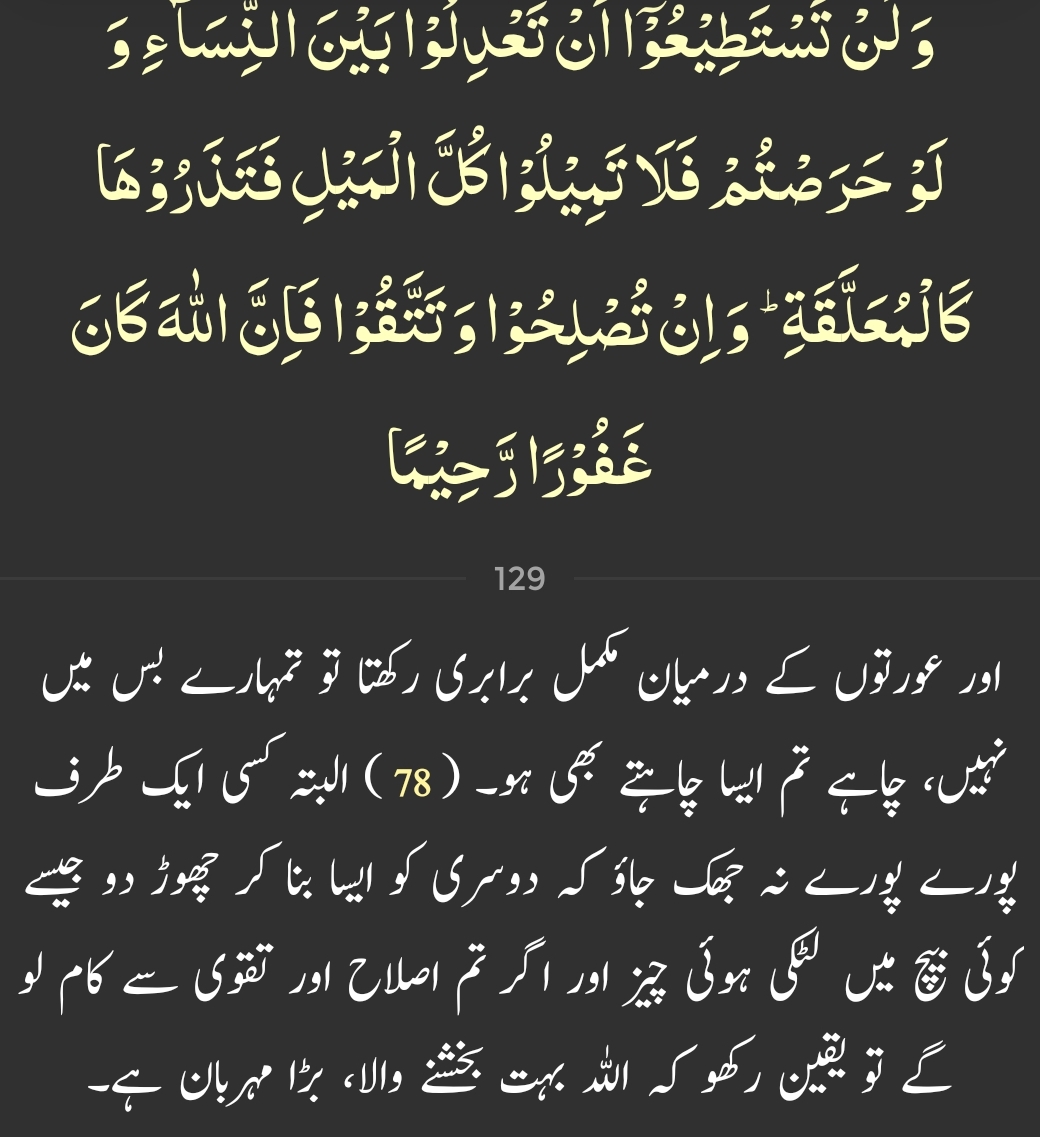 وَ لَنْ تَسْتَطِيْعُوْۤا اَنْ تَعْدِلُوْا بَيْنَ النِّسَآءِ وَ
لَوْ حَرَصْتُمْ فَلَا تَمِيْلُوْا كُلَّ الْمَيْلِ فَتَذَرُوْهَا
كَالْمُعَلَّقَةِ ؕ وَ اِنْ تُصْلِحُوْا وَ تَتَّقُوْا فَاِنَّ اللّٰهَ كَانَ
غَفُوْرًا رَّحِيْمًا
129
اور عورتوں کے درمیان مکمل برابری رکھتا تو تمہارے بس میں
نہیں، چاہے تم ایسا چاہتے بھی ہو۔ (78) البتہ کسی ایک طرف
پورے پورے نہ جھک جاؤ کہ دوسری کو ایسا بنا کر چھوڑ دو جیسے
کوئی بیچ میں لٹکی ہوئی چیز اور اگر تم اصلاح اور تقوی سے کام لو
گے تو یقین رکھو کہ اللہ بہت بخشنے والا، بڑا مہربان ہے۔